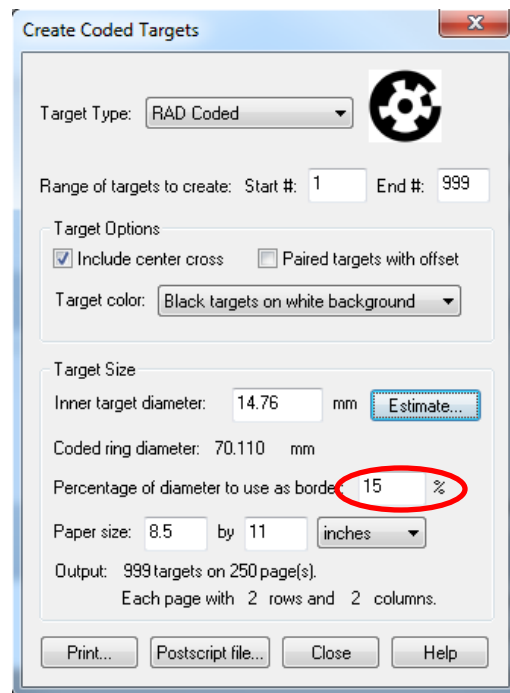 Create Coded Targets
Target Type: RAD Coded
Range of targets to create: Start #: 1 End #: 999
Target Options
Include center cross Paired targets with offset
Target color: Black targets on white background
Target Size
Inner target diameter: 14.76 mm Estimate...
Coded ring diameter: 70.110 mm
Percentage of diameter to use as border: 15 %
Paper size: 8.5 by 11 inches
Output: 999 targets on 250 page(s).
Each page with 2 rows and 2 columns.
Print... Postscript file... Close Help